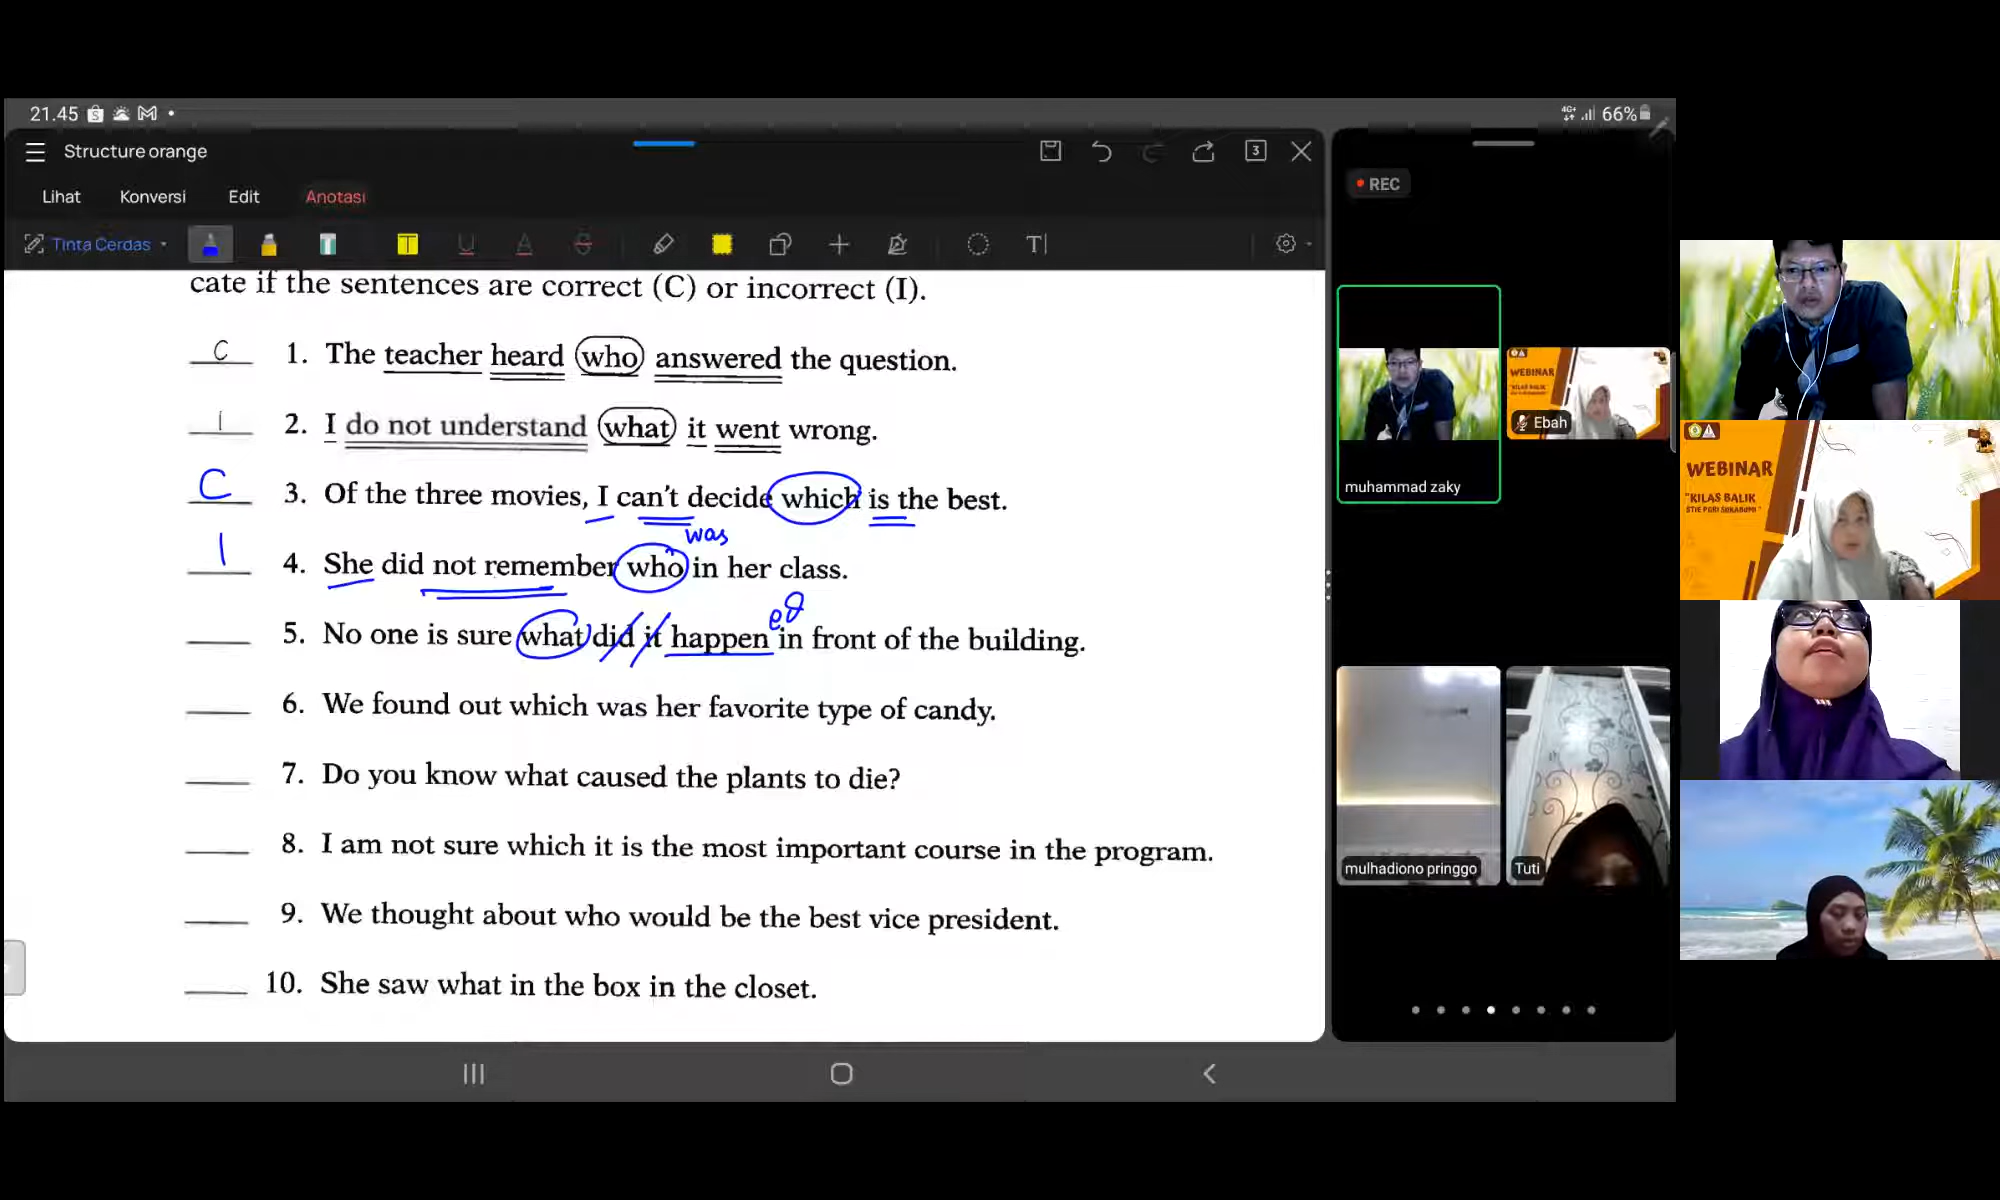 21.45
4G+
66%
Structure orange
3
Lihat
Konversi
Edit
Anotasi
Tinta Cerdas
T
U
A
S
T
cate if the sentences are correct (C) or incorrect (I).
C 1. The teacher heard who answered the question.
I 2. I do not understand what it went wrong.
C 3. Of the three movies, I can't decide which is the best.
was
I 4. She did not remember who in her class.
ed
5. No one is sure what did it happen in front of the building.
6. We found out which was her favorite type of candy.
7. Do you know what caused the plants to die?
8. I am not sure which it is the most important course in the program.
9. We thought about who would be the best vice president.
10. She saw what in the box in the closet.
REC
muhammad zaky
WEBINAR
Ebah
mulhadiono pringgo
Tuti
WEBINAR
"KILAS BALIK
STIE PGRI SUKABUMI"